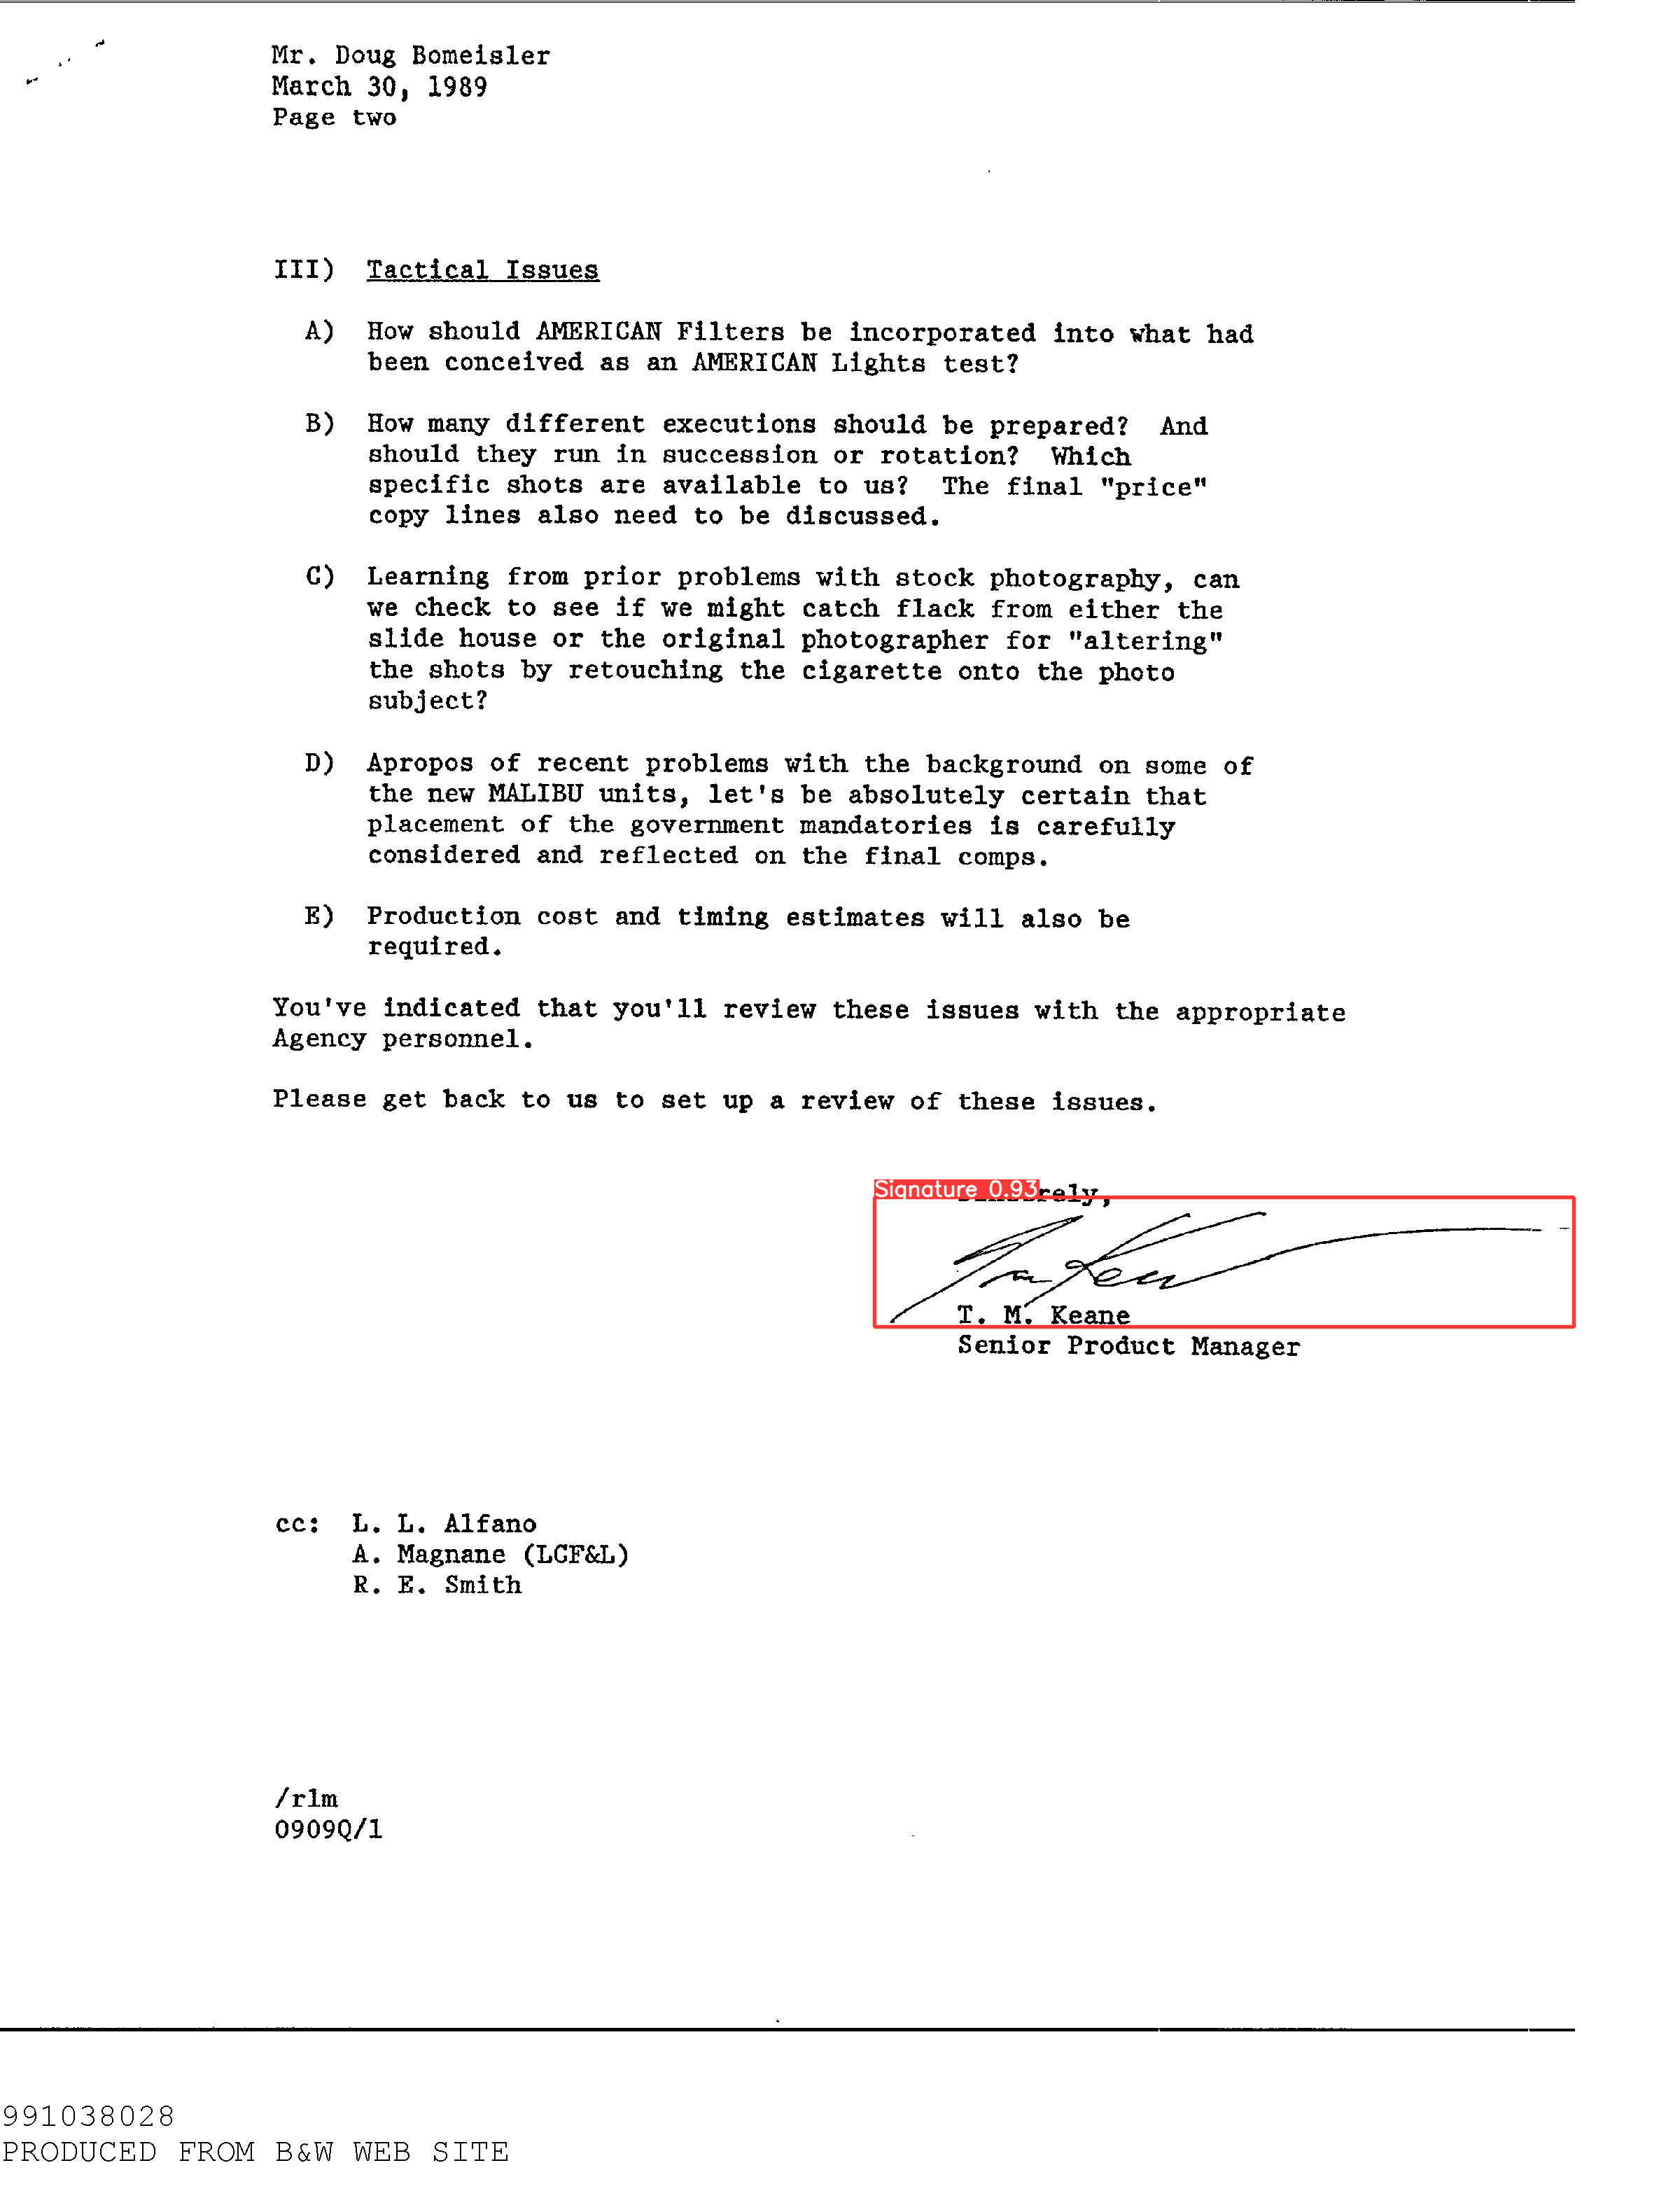 Mr. Doug Bomeisler
March 30, 1989
Page two
III) Tactical Issues
A) How should AMERICAN Filters be incorporated into what had
been conceived as an AMERICAN Lights test?
B) How many different executions should be prepared? And
should they run in succession or rotation? Which
specific shots are available to us? The final "price"
copy lines also need to be discussed.
C) Learning from prior problems with stock photography, can
we check to see if we might catch flack from either the
slide house or the original photographer for "altering"
the shots by retouching the cigarette onto the photo
subject?
D) Apropos of recent problems with the background on some of
the new MALIBU units, let's be absolutely certain that
placement of the government mandatories is carefully
considered and reflected on the final comps.
E) Production cost and timing estimates will also be
required.
You've indicated that you'll review these issues with the appropriate
Agency personnel.
Please get back to us to set up a review of these issues.
Signature 0.93rely,
T. M. Keane
Senior Product Manager
cc: L. L. Alfano
A. Magnane (LCF&L)
R. E. Smith
/rlm
0909Q/1
991038028
PRODUCED FROM B&W WEB SITE